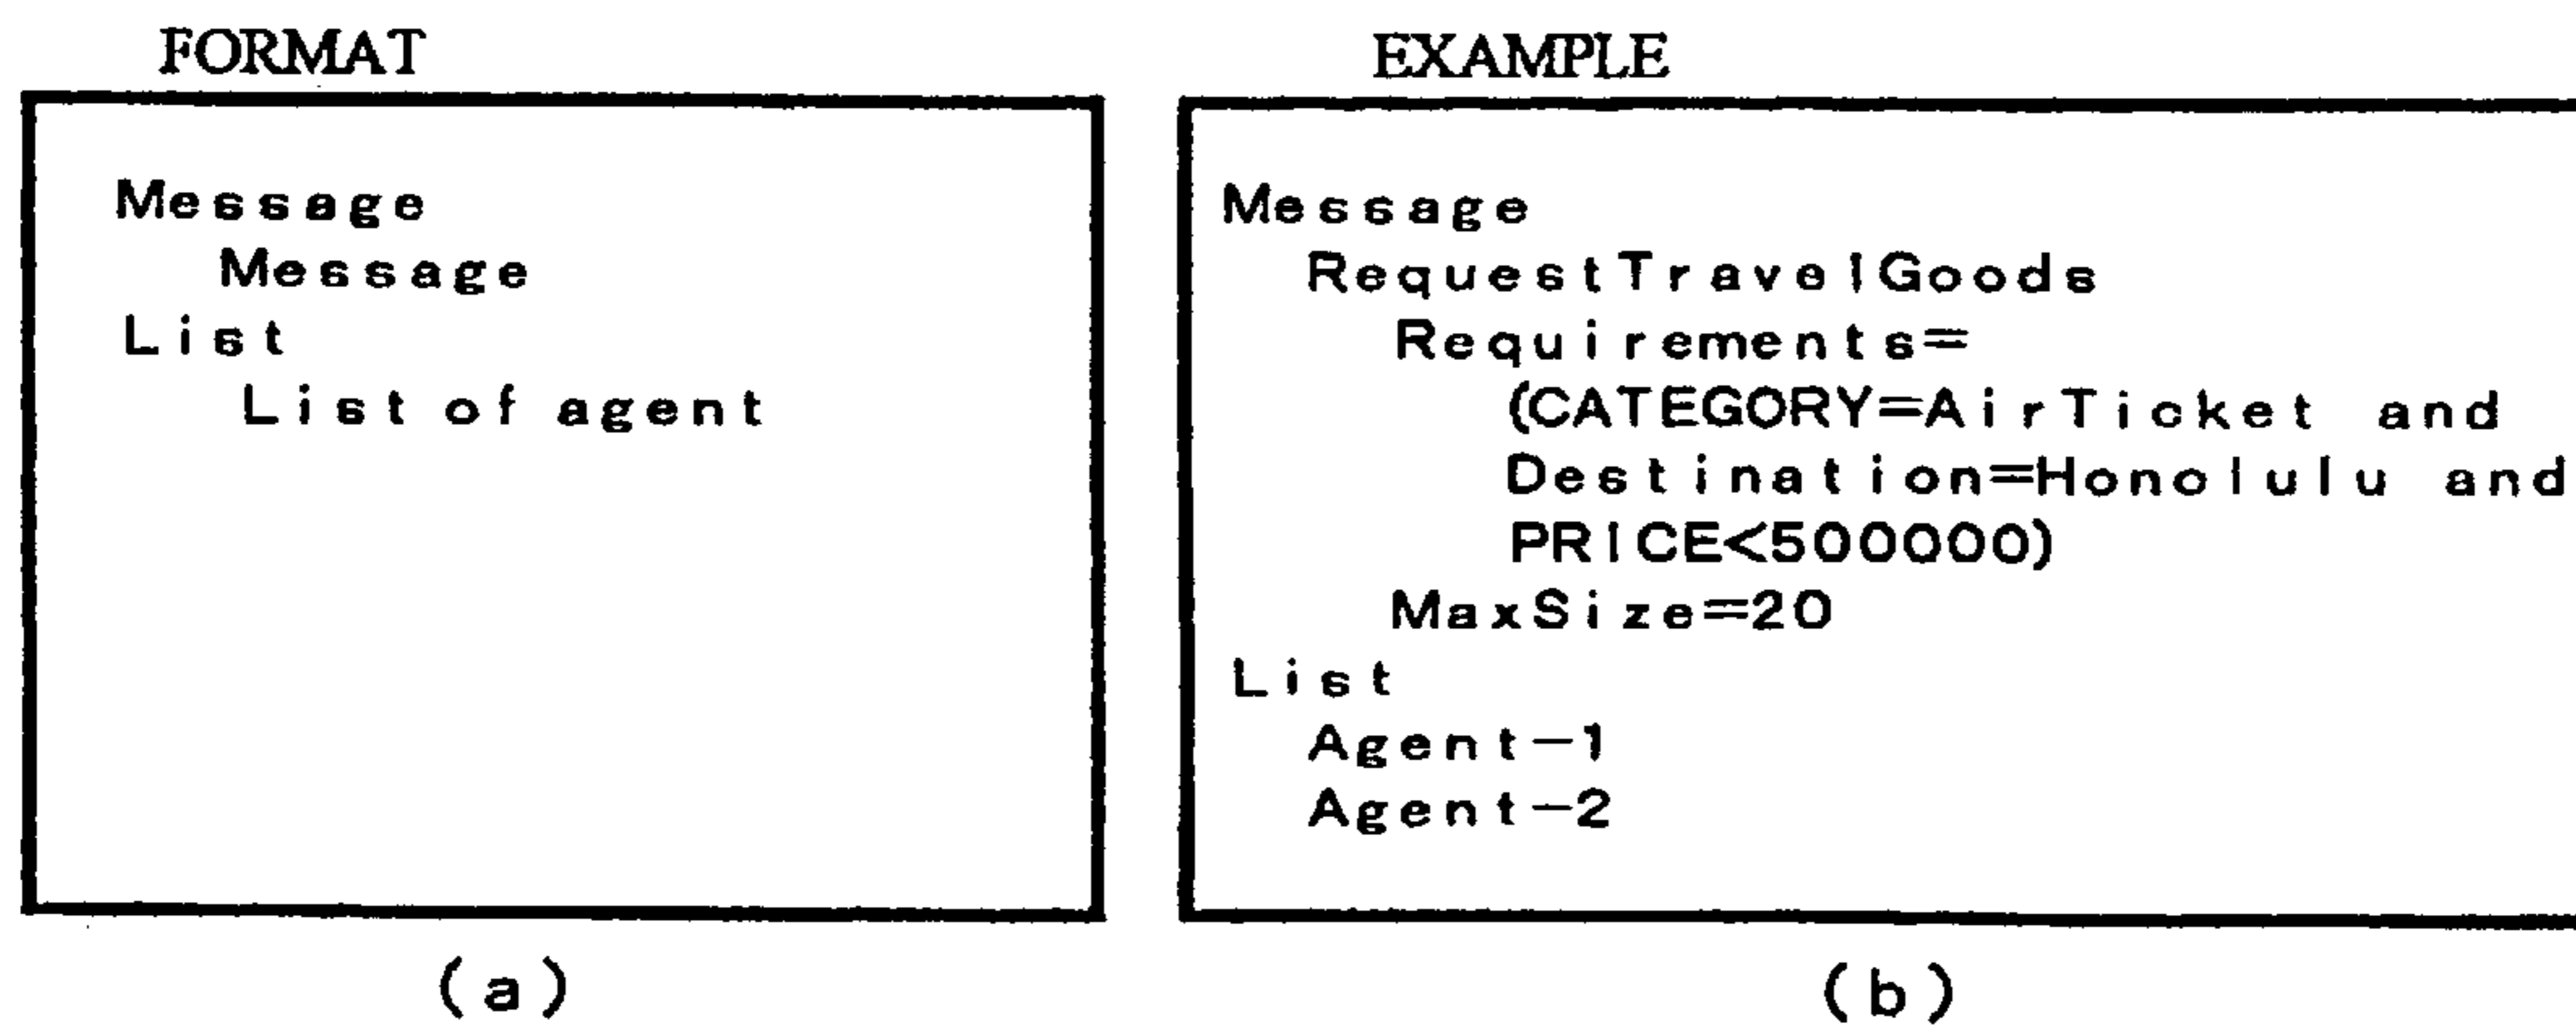 FORMAT
Message
Message
List
List of agent
(a)
EXAMPLE
Message
RequestTravelGoods
Requirements=
(CATEGORY=AirTicket and
Destination=Honolulu and
PRICE<500000)
MaxSize=20
List
Agent-1
Agent-2
(b)